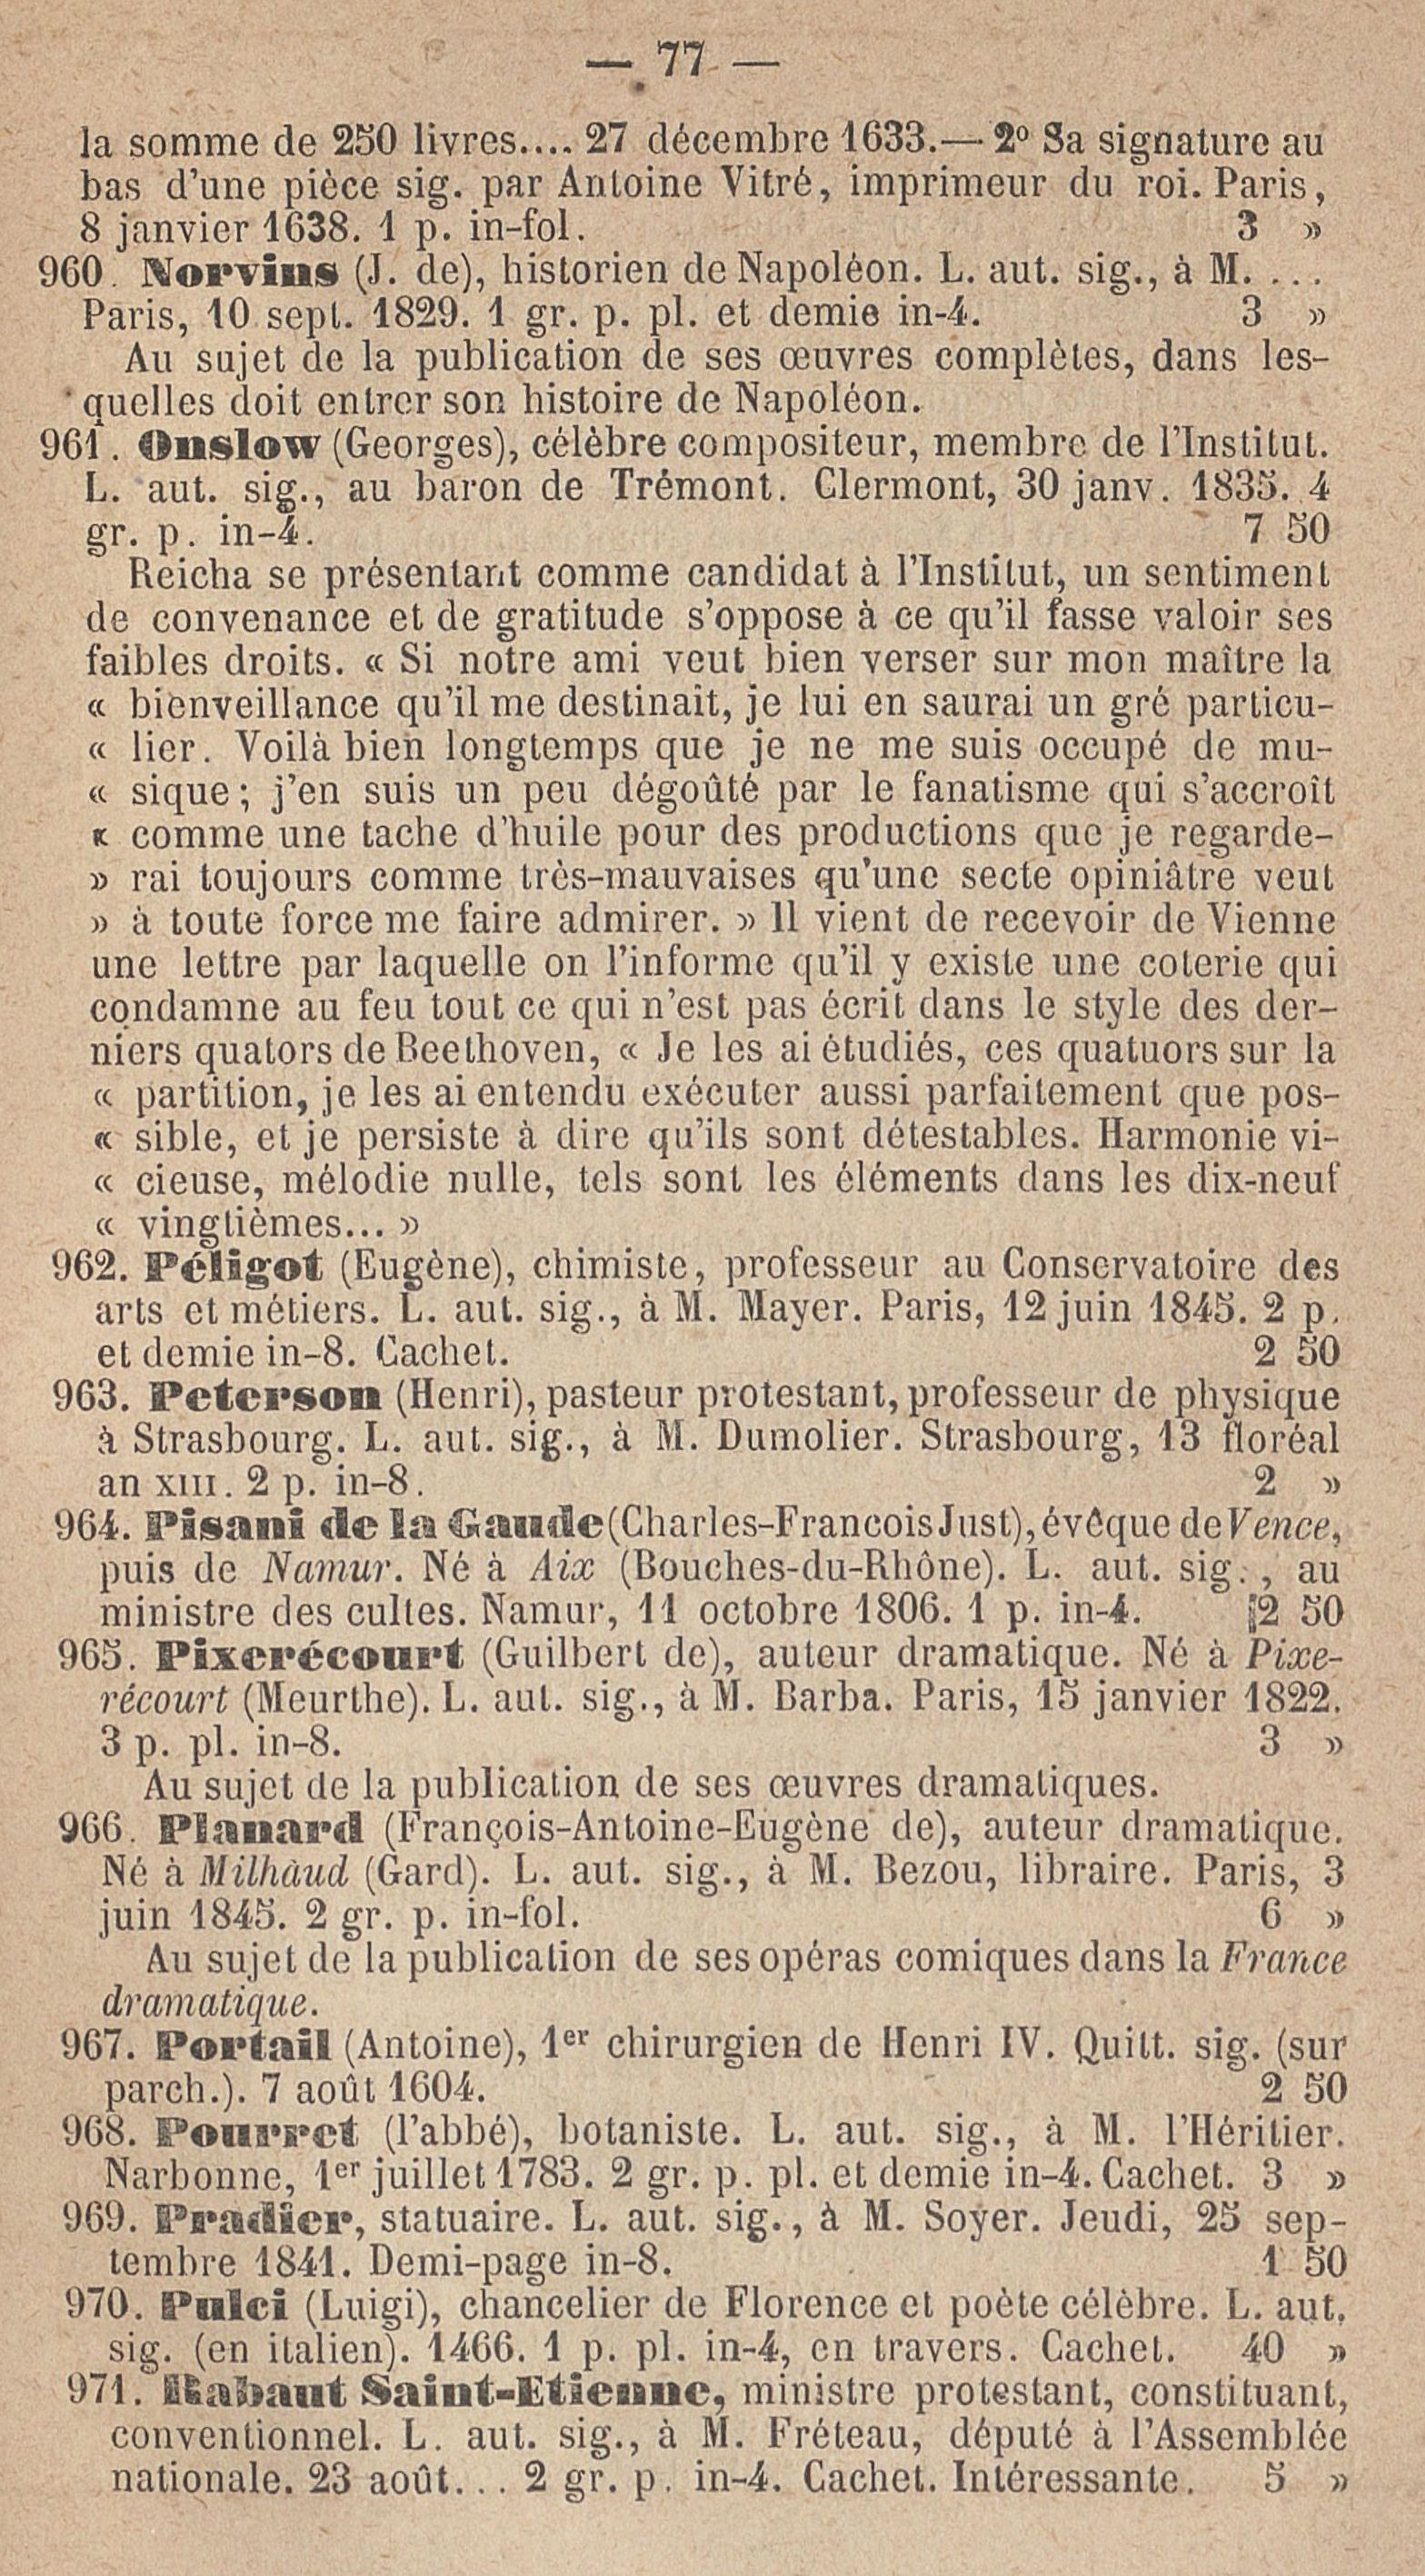 — 77 —
la somme de 250 livres.... 27 décembre 1633.— 2º Sa signature au
bas d'une pièce sig. par Antoine Vitré, imprimeur du roi. Paris,
8 janvier 1638. 1 p. in-fol. 3 »
960. Norvins (J. de), historien de Napoléon. L. aut. sig., à M. ...
Paris, 10 sept. 1829. 1 gr. p. pl. et demie in-4. 3 »
Au sujet de la publication de ses œuvres complètes, dans les-
quelles doit entrer son histoire de Napoléon.
961. Onslow (Georges), célèbre compositeur, membre de l'Institut.
L. aut. sig., au baron de Trémont. Clermont, 30 janv. 1835. 4
gr. p. in-4. 7 50
Reicha se présentant comme candidat à l'Institut, un sentiment
de convenance et de gratitude s'oppose à ce qu'il fasse valoir ses
faibles droits. « Si notre ami veut bien verser sur mon maître la
« bienveillance qu'il me destinait, je lui en saurai un gré particu-
« lier. Voilà bien longtemps que je ne me suis occupé de mu-
« sique; j'en suis un peu dégoûté par le fanatisme qui s'accroît
« comme une tache d'huile pour des productions que je regarde-
» rai toujours comme très-mauvaises qu'une secte opiniâtre veut
» à toute force me faire admirer. » Il vient de recevoir de Vienne
une lettre par laquelle on l'informe qu'il y existe une coterie qui
condamne au feu tout ce qui n'est pas écrit dans le style des der-
niers quators de Beethoven, « Je les ai étudiés, ces quatuors sur la
« partition, je les ai entendu exécuter aussi parfaitement que pos-
« sible, et je persiste à dire qu'ils sont détestables. Harmonie vi-
« cieuse, mélodie nulle, tels sont les éléments dans les dix-neuf
« vingtièmes... »
962. Péligot (Eugène), chimiste, professeur au Conservatoire des
arts et métiers. L. aut. sig., à M. Mayer. Paris, 12 juin 1845. 2 p.
et demie in-8. Cachet. 2 50
963. Peterson (Henri), pasteur protestant, professeur de physique
à Strasbourg. L. aut. sig., à M. Dumolier. Strasbourg, 13 floréal
an XIII. 2 p. in-8. 2 »
964. Pisani de la Gaude (Charles-Francois Just), évêque de Vence,
puis de Namur. Né à Aix (Bouches-du-Rhône). L. aut. sig., au
ministre des cultes. Namur, 11 octobre 1806. 1 p. in-4. 2 50
965. Pixerécourt (Guilbert de), auteur dramatique. Né à Pixe-
récourt (Meurthe). L. aut. sig., à M. Barba. Paris, 15 janvier 1822.
3 p. pl. in-8. 3 »
Au sujet de la publication de ses œuvres dramatiques.
966. Planard (François-Antoine-Eugène de), auteur dramatique.
Né à Milhàud (Gard). L. aut. sig., à M. Bezou, libraire. Paris, 3
juin 1845. 2 gr. p. in-fol. 6 »
Au sujet de la publication de ses opéras comiques dans la France
dramatique.
967. Portail (Antoine), 1er chirurgien de Henri IV. Quitt. sig. (sur
parch.). 7 août 1604. 2 50
968. Pourret (l'abbé), botaniste. L. aut. sig., à M. l'Héritier.
Narbonne, 1er juillet 1783. 2 gr. p. pl. et demie in-4. Cachet. 3 »
969. Pradier, statuaire. L. aut. sig., à M. Soyer. Jeudi, 25 sep-
tembre 1841. Demi-page in-8. 1 50
970. Pulci (Luigi), chancelier de Florence et poète célèbre. L. aut.
sig. (en italien). 1466. 1 p. pl. in-4, en travers. Cachet. 40 »
971. Rabaut Saint-Etienne, ministre protestant, constituant,
conventionnel. L. aut. sig., à M. Fréteau, député à l'Assemblée
nationale. 23 août... 2 gr. p. in-4. Cachet. Intéressante. 5 »